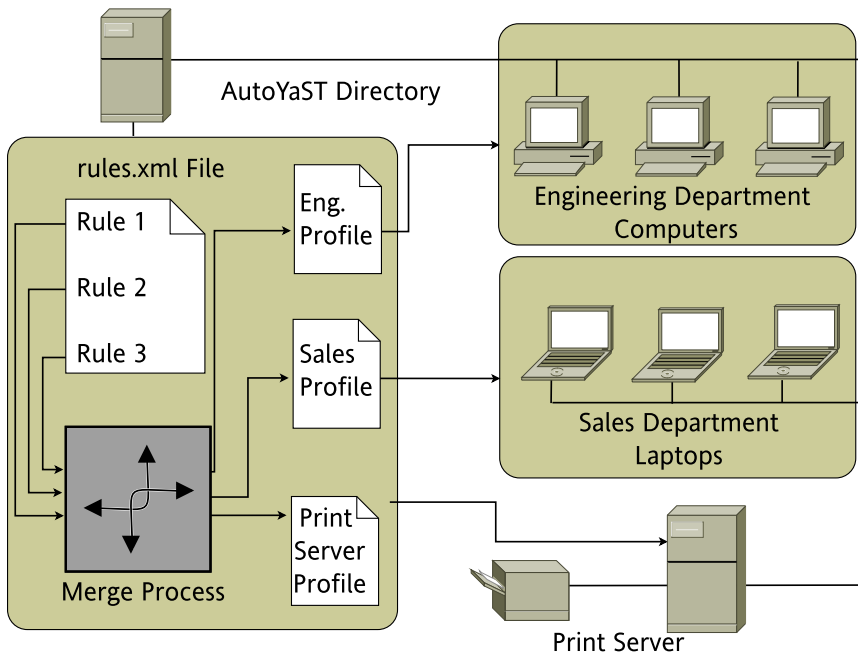 AutoYaST Directory
rules.xml File
Rule 1
Rule 2
Rule 3
Merge Process
Eng.
Profile
Sales
Profile
Print
Server
Profile
Engineering Department
Computers
Sales Department
Laptops
Print Server